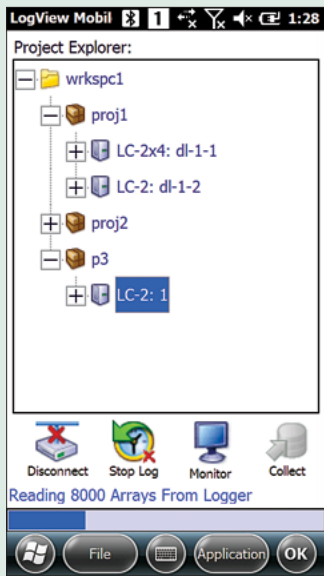 LogView Mobil 1 1:28
Project Explorer:
wrkspc1
proj1
LC-2x4: dl-1-1
LC-2: dl-1-2
proj2
p3
LC-2: 1
Disconnect Stop Log Monitor Collect
Reading 8000 Arrays From Logger
File Application OK